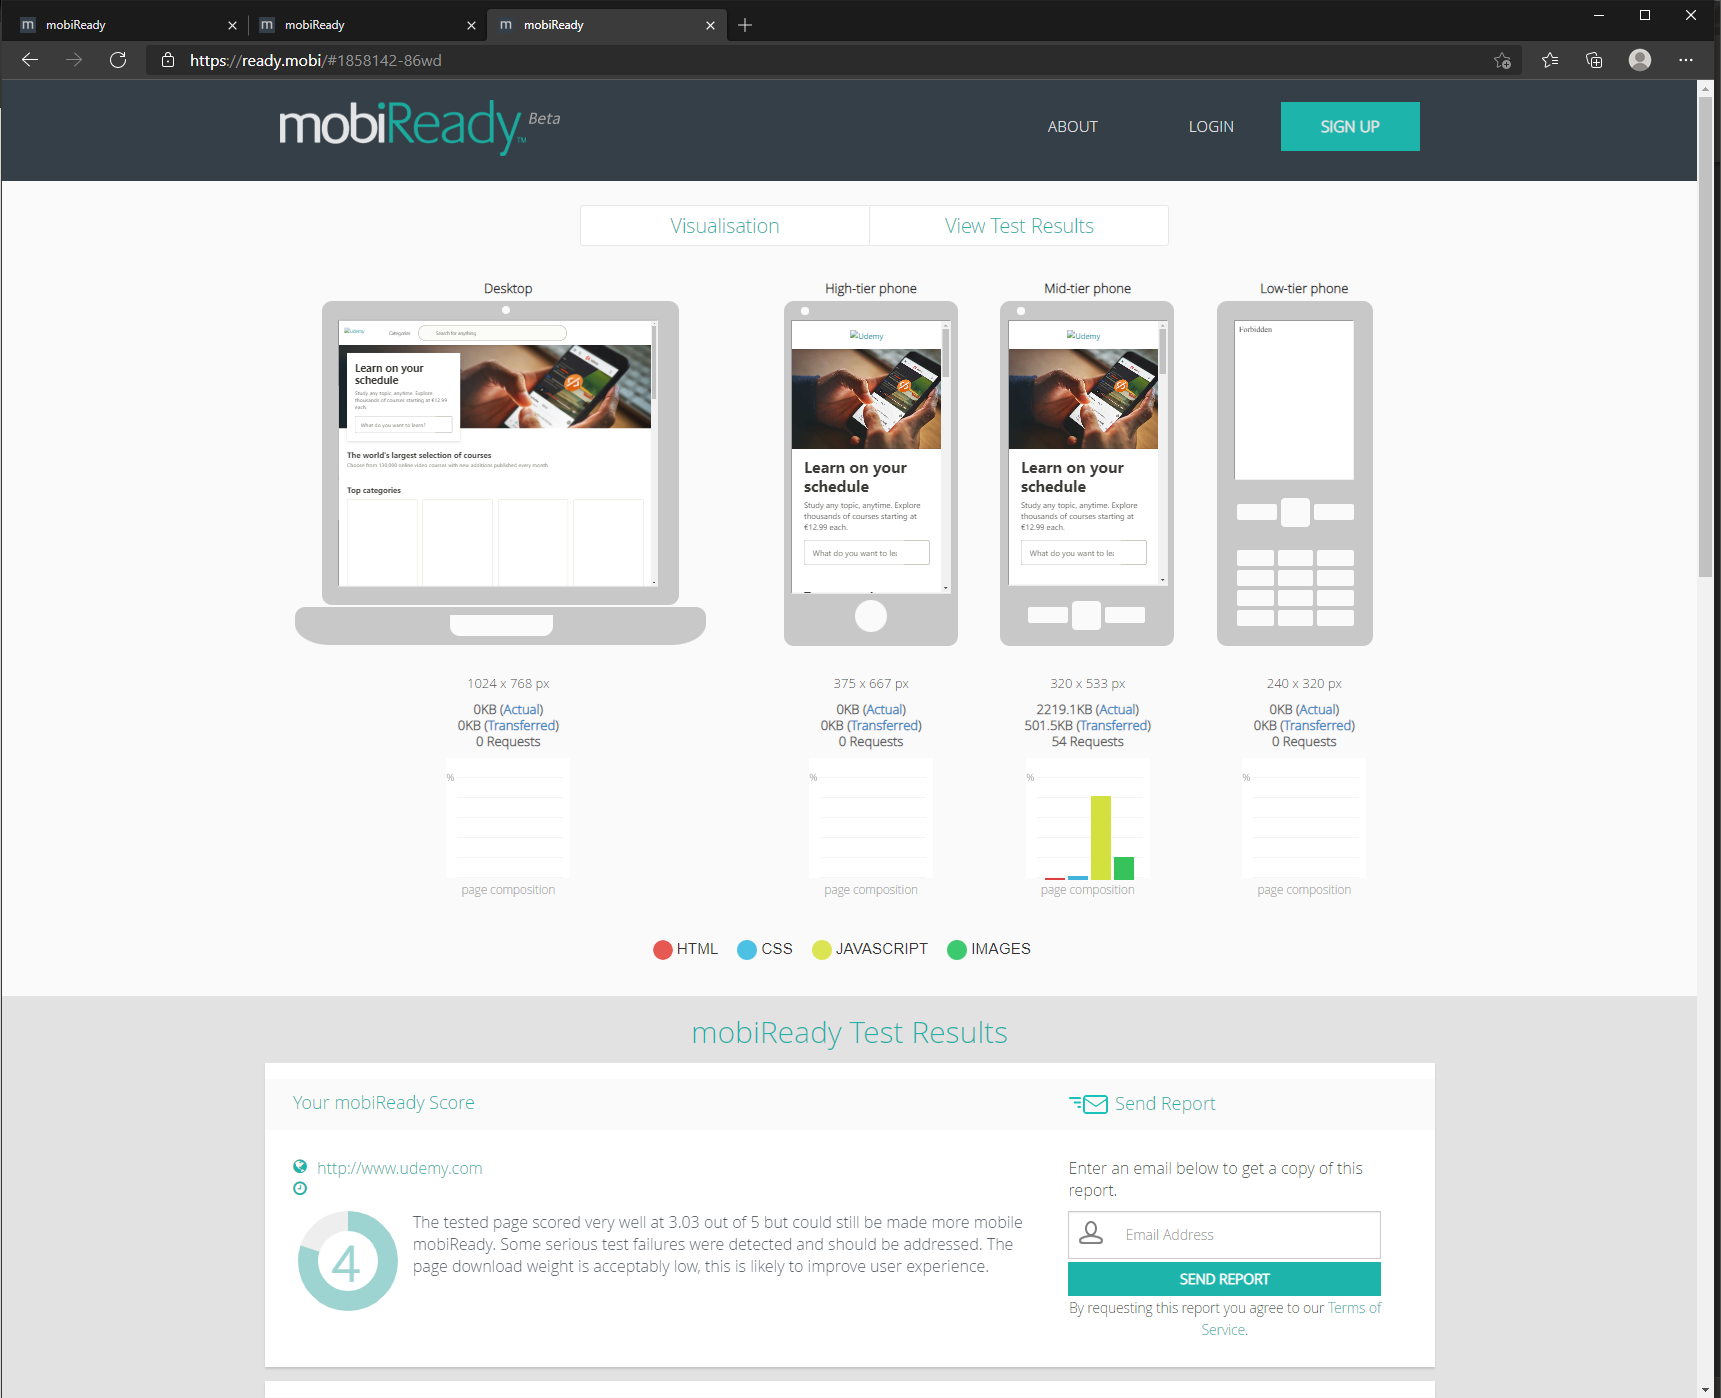 mobiReady
mobiReady
mobiReady
https://ready.mobi/#1858142-86wd
mobiReady™ Beta
ABOUT
LOGIN
SIGN UP
Visualisation
View Test Results
Desktop
High-tier phone
Mid-tier phone
Low-tier phone
Udemy
Categories
Search for anything
Learn on your
schedule
Study any topic, anytime. Explore
thousands of courses starting at €12.99
each.
What do you want to learn?
The world's largest selection of courses
Choose from 130,000 online video courses with new additions published every month
Top categories
Udemy
Learn on your
schedule
Study any topic, anytime. Explore
thousands of courses starting at
€12.99 each.
What do you want to lea
Udemy
Learn on your
schedule
Study any topic, anytime. Explore
thousands of courses starting at
€12.99 each.
What do you want to lea
Forbidden
1024 x 768 px
375 x 667 px
320 x 533 px
240 x 320 px
0KB (Actual)
0KB (Transferred)
0 Requests
0KB (Actual)
0KB (Transferred)
0 Requests
2219.1KB (Actual)
501.5KB (Transferred)
54 Requests
0KB (Actual)
0KB (Transferred)
0 Requests
%
%
%
%
page composition
page composition
page composition
page composition
HTML
CSS
JAVASCRIPT
IMAGES
mobiReady Test Results
Your mobiReady Score
Send Report
http://www.udemy.com
4
The tested page scored very well at 3.03 out of 5 but could still be made more mobile
mobiReady. Some serious test failures were detected and should be addressed. The
page download weight is acceptably low, this is likely to improve user experience.
Enter an email below to get a copy of this
report.
Email Address
SEND REPORT
By requesting this report you agree to our Terms of
Service.